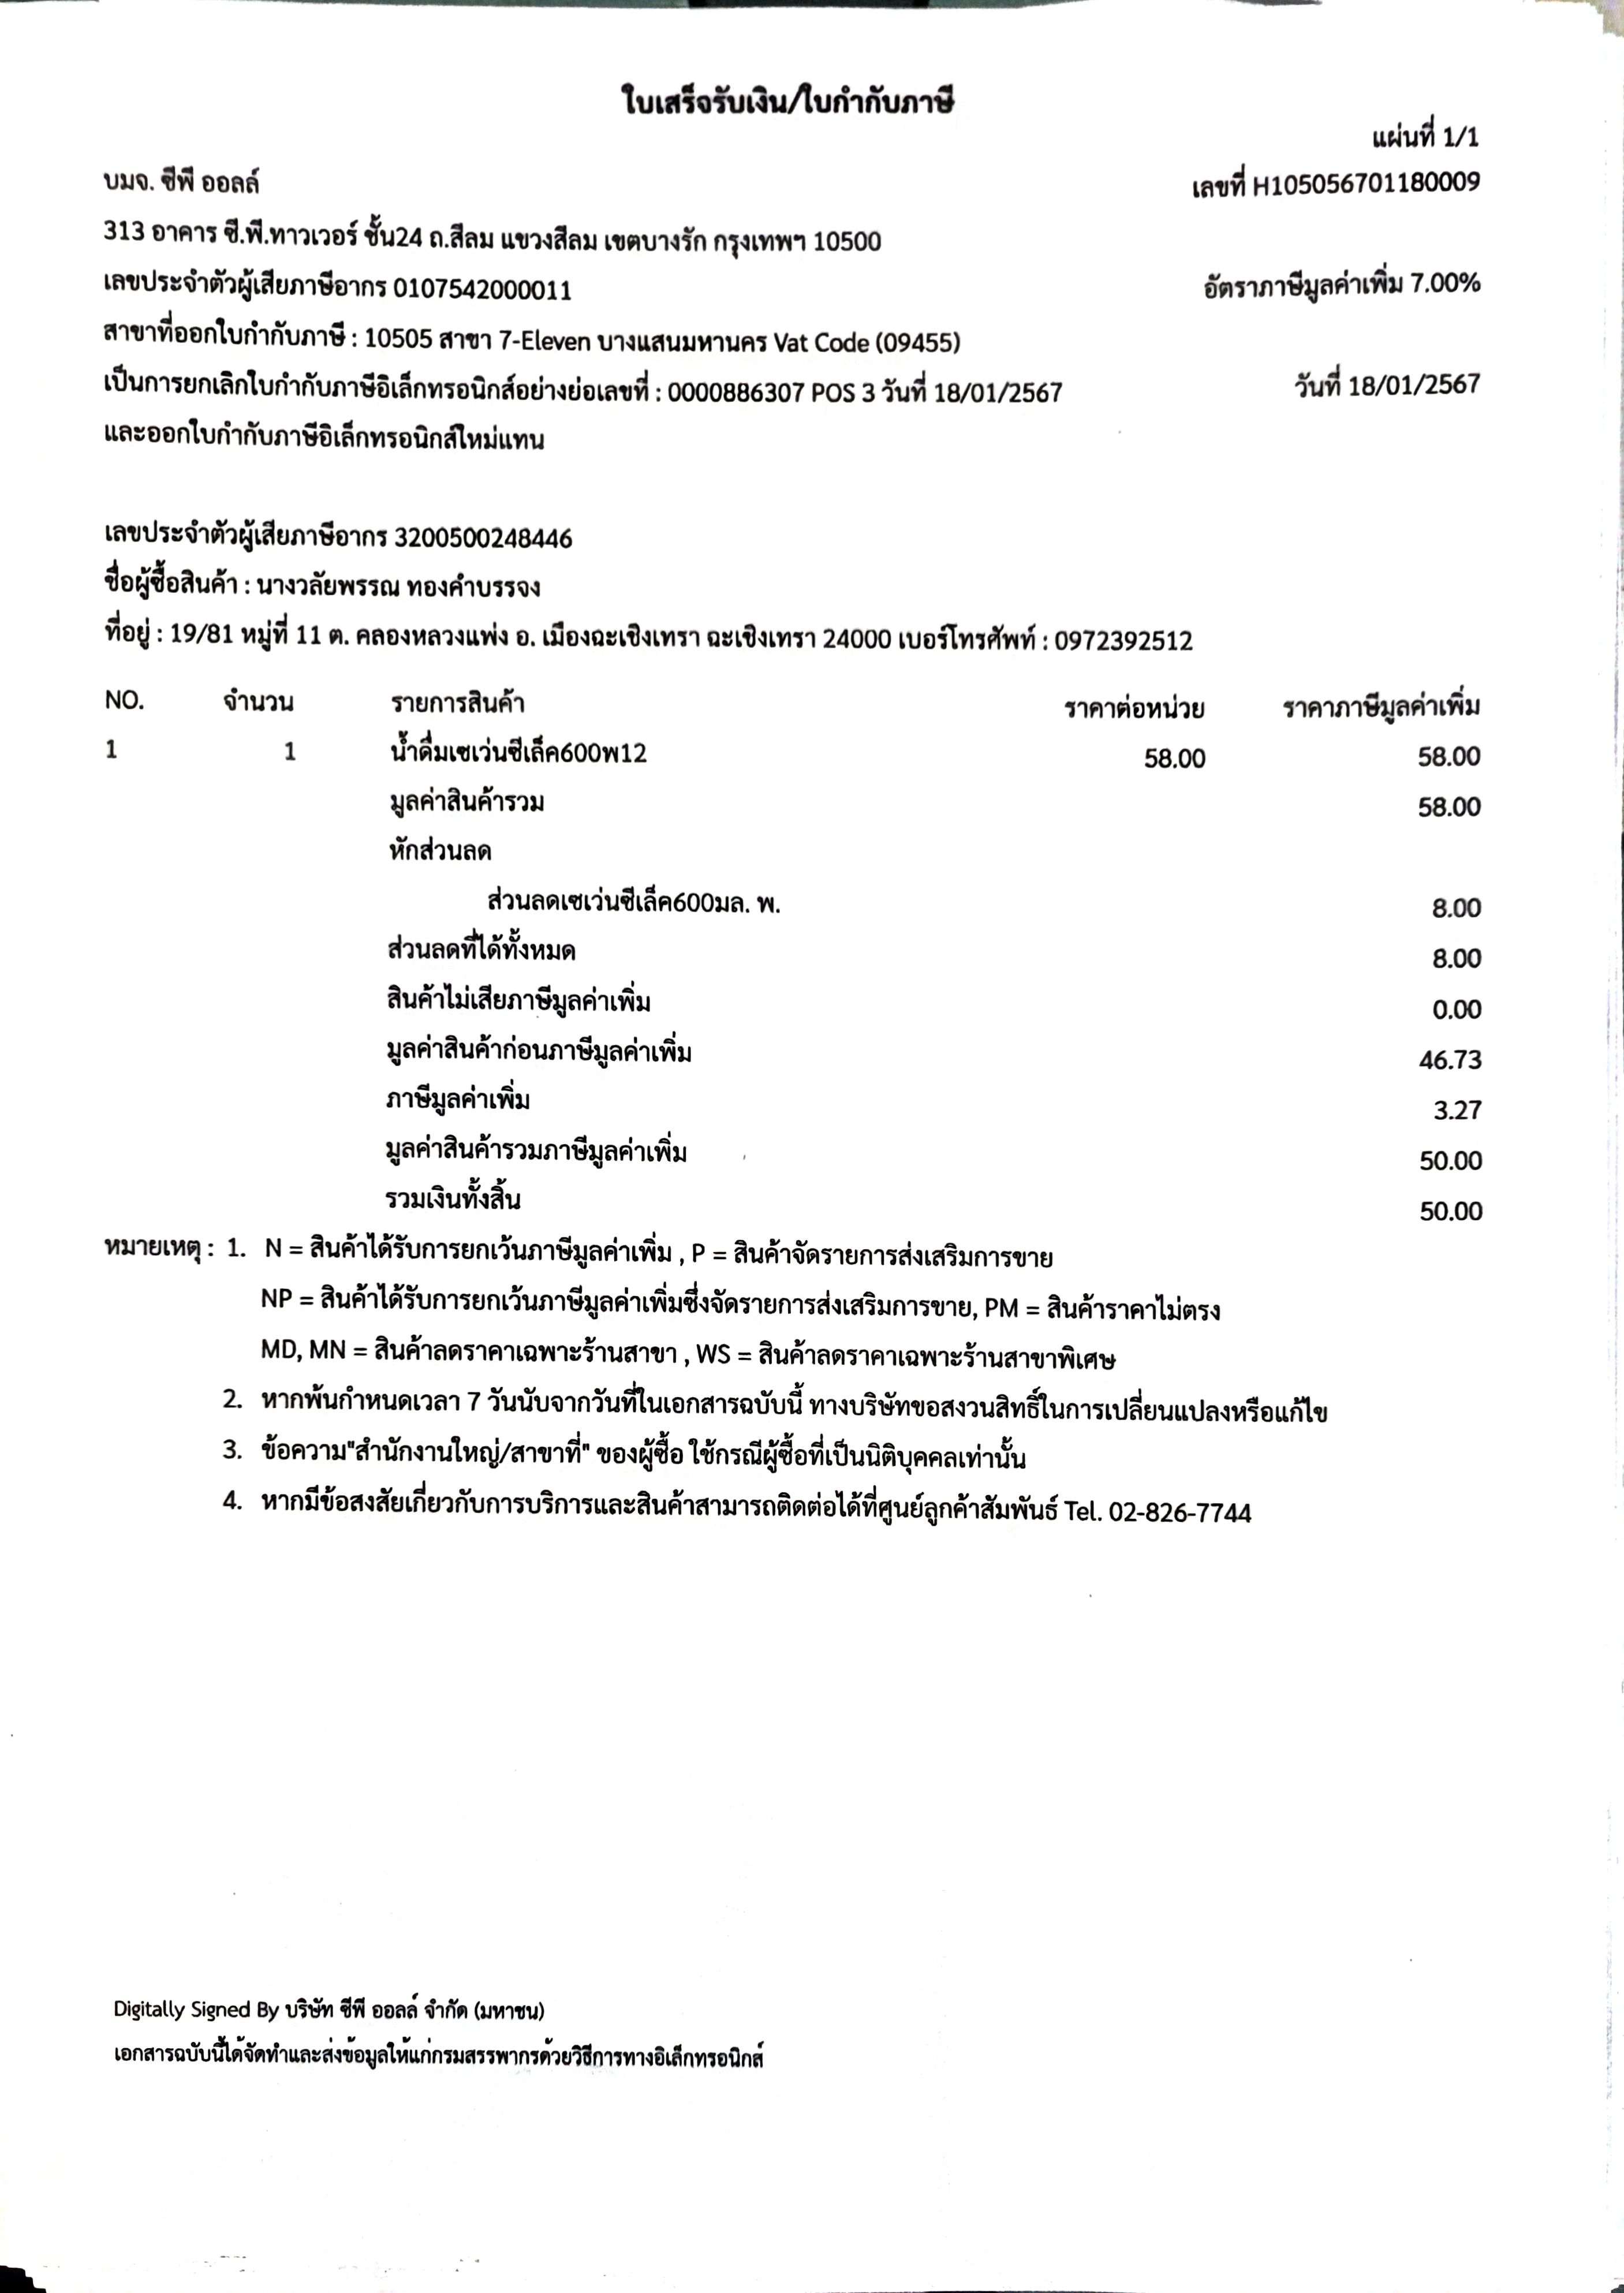 ใบเสร็จรับเงิน/ใบกำกับภาษี
แผ่นที่ 1/1
บมจ. ซีพี ออลล์
เลขที่ H105056701180009
313 อาคาร ซี.พี.ทาวเวอร์ ชั้น24 ถ.สีลม แขวงสีลม เขตบางรัก กรุงเทพฯ 10500
เลขประจำตัวผู้เสียภาษีอากร 0107542000011
อัตราภาษีมูลค่าเพิ่ม 7.00%
สาขาที่ออกใบกำกับภาษี : 10505 สาขา 7-Eleven บางแสนมหานคร Vat Code (09455)
เป็นการยกเลิกใบกำกับภาษีอิเล็กทรอนิกส์อย่างย่อเลขที่ : 0000886307 POS 3 วันที่ 18/01/2567
วันที่ 18/01/2567
และออกใบกำกับภาษีอิเล็กทรอนิกส์ใหม่แทน
เลขประจำตัวผู้เสียภาษีอากร 3200500248446
ชื่อผู้ซื้อสินค้า : นางวลัยพรรณ ทองคำบรรจง
ที่อยู่ : 19/81 หมู่ที่ 11 ต. คลองหลวงแพ่ง อ. เมืองฉะเชิงเทรา ฉะเชิงเทรา 24000 เบอร์โทรศัพท์ : 0972392512
NO. จำนวน รายการสินค้า ราคาต่อหน่วย ราคาภาษีมูลค่าเพิ่ม
1 1 น้ำดื่มเซเว่นซีเล็ค600พ12 58.00 58.00
มูลค่าสินค้ารวม 58.00
หักส่วนลด
ส่วนลดเซเว่นซีเล็ค600มล. พ. 8.00
ส่วนลดที่ได้ทั้งหมด 8.00
สินค้าไม่เสียภาษีมูลค่าเพิ่ม 0.00
มูลค่าสินค้าก่อนภาษีมูลค่าเพิ่ม 46.73
ภาษีมูลค่าเพิ่ม 3.27
มูลค่าสินค้ารวมภาษีมูลค่าเพิ่ม 50.00
รวมเงินทั้งสิ้น 50.00
หมายเหตุ : 1. N = สินค้าได้รับการยกเว้นภาษีมูลค่าเพิ่ม , P = สินค้าจัดรายการส่งเสริมการขาย
NP = สินค้าได้รับการยกเว้นภาษีมูลค่าเพิ่มซึ่งจัดรายการส่งเสริมการขาย, PM = สินค้าราคาไม่ตรง
MD, MN = สินค้าลดราคาเฉพาะร้านสาขา , WS = สินค้าลดราคาเฉพาะร้านสาขาพิเศษ
2. หากพ้นกำหนดเวลา 7 วันนับจากวันที่ในเอกสารฉบับนี้ ทางบริษัทขอสงวนสิทธิ์ในการเปลี่ยนแปลงหรือแก้ไข
3. ข้อความ"สำนักงานใหญ่/สาขาที่" ของผู้ซื้อ ใช้กรณีผู้ซื้อที่เป็นนิติบุคคลเท่านั้น
4. หากมีข้อสงสัยเกี่ยวกับการบริการและสินค้าสามารถติดต่อได้ที่ศูนย์ลูกค้าสัมพันธ์ Tel. 02-826-7744
Digitally Signed By บริษัท ซีพี ออลล์ จำกัด (มหาชน)
เอกสารฉบับนี้ได้จัดทำและส่งข้อมูลให้แก่กรมสรรพากรด้วยวิธีการทางอิเล็กทรอนิกส์